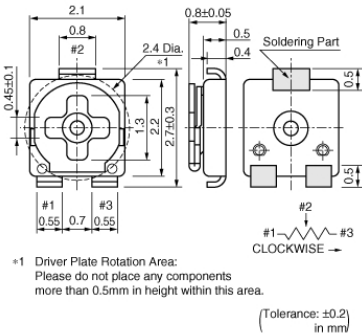 2.1
0.8
#2
2.4 Dia.
*1
0.8±0.05
0.5
0.4
Soldering Part
0.45±0.1
1.3
2.2
2.7±0.3
0.5
0.5
#1
#3
0.55
0.7
0.55
#2
#1
#3
CLOCKWISE
*1 Driver Plate Rotation Area:
Please do not place any components
more than 0.5mm in height within this area.
(Tolerance: ±0.2
in mm)